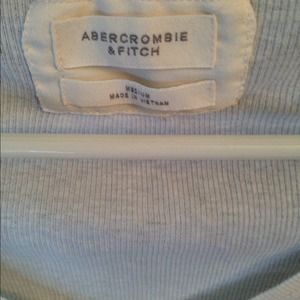 ABERCROMBIE
& FITCH
MEDIUM
MADE IN VIETNAM